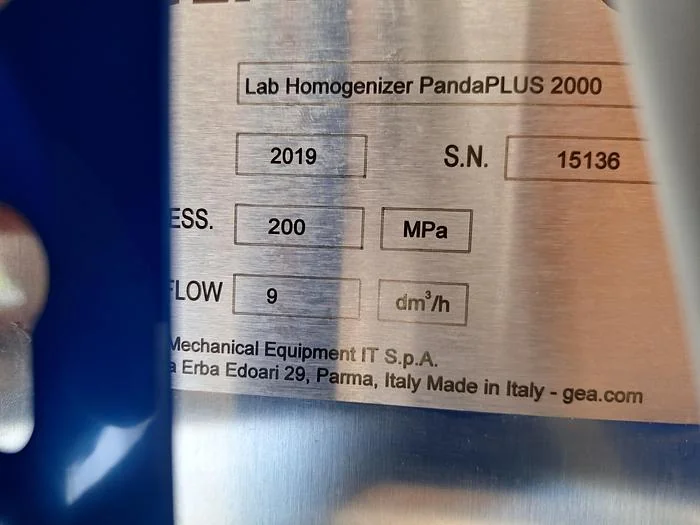 Lab Homogenizer PandaPLUS 2000
2019 S.N. 15136
ESS. 200 MPa
FLOW 9 dm³/h
Mechanical Equipment IT S.p.A.
a Erba Edoari 29, Parma, Italy Made in Italy - gea.com